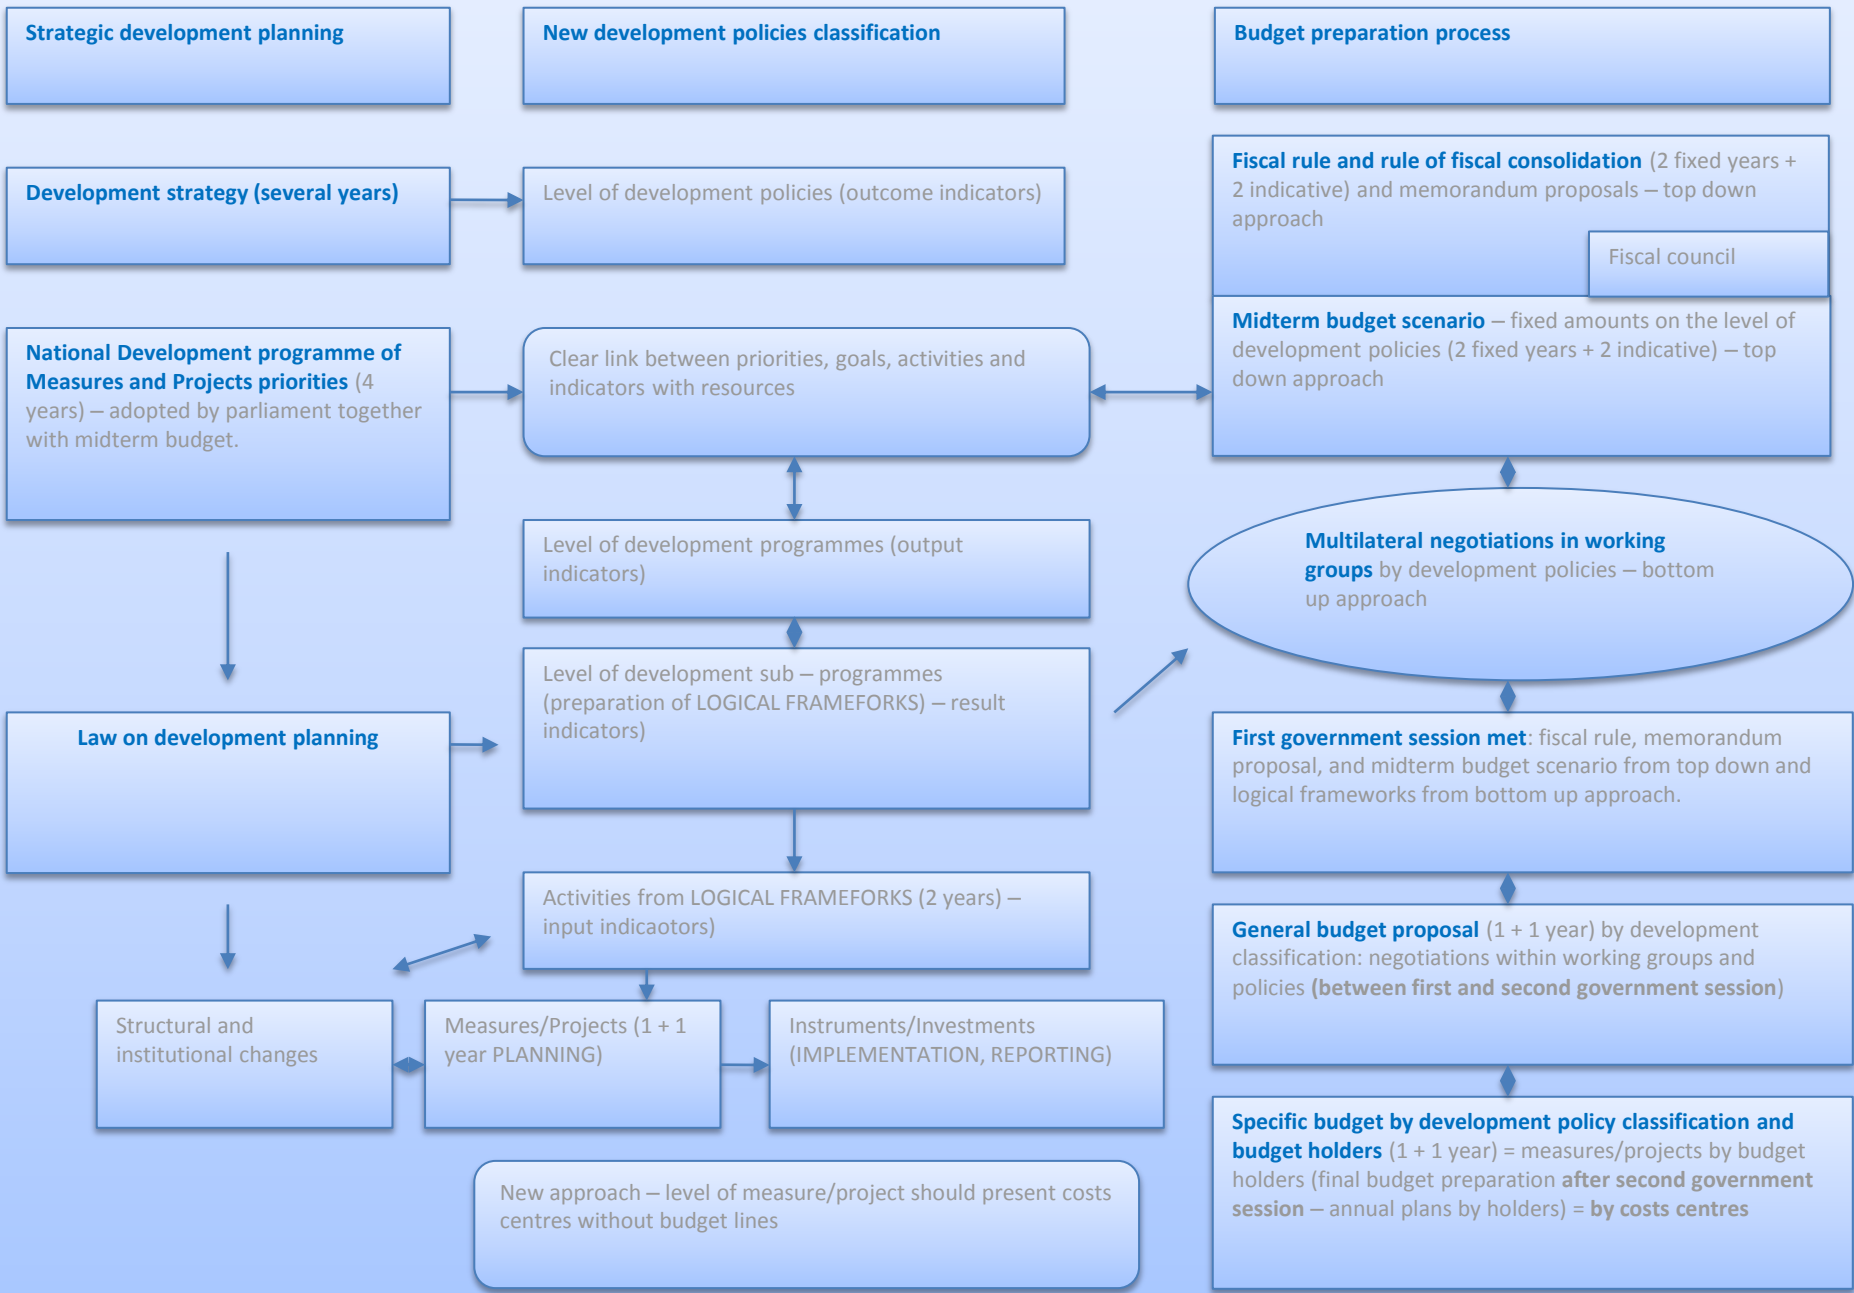 Strategic development planning
New development policies classification
Budget preparation process
Development strategy (several years)
Level of development policies (outcome indicators)
Fiscal rule and rule of fiscal consolidation (2 fixed years +
2 indicative) and memorandum proposals – top down
approach
Fiscal council
National Development programme of
Measures and Projects priorities (4
years) – adopted by parliament together
with midterm budget.
Clear link between priorities, goals, activities and
indicators with resources
Midterm budget scenario – fixed amounts on the level of
development policies (2 fixed years + 2 indicative) – top
down approach
Level of development programmes (output
indicators)
Multilateral negotiations in working
groups by development policies – bottom
up approach
Law on development planning
Level of development sub – programmes
(preparation of LOGICAL FRAMEFORKS) – result
indicators)
First government session met: fiscal rule, memorandum
proposal, and midterm budget scenario from top down and
logical frameworks from bottom up approach.
Activities from LOGICAL FRAMEFORKS (2 years) –
input indicaotors)
General budget proposal (1 + 1 year) by development
classification: negotiations within working groups and
policies (between first and second government session)
Structural and
institutional changes
Measures/Projects (1 + 1
year PLANNING)
Instruments/Investments
(IMPLEMENTATION, REPORTING)
Specific budget by development policy classification and
budget holders (1 + 1 year) = measures/projects by budget
holders (final budget preparation after second government
session – annual plans by holders) = by costs centres
New approach – level of measure/project should present costs
centres without budget lines